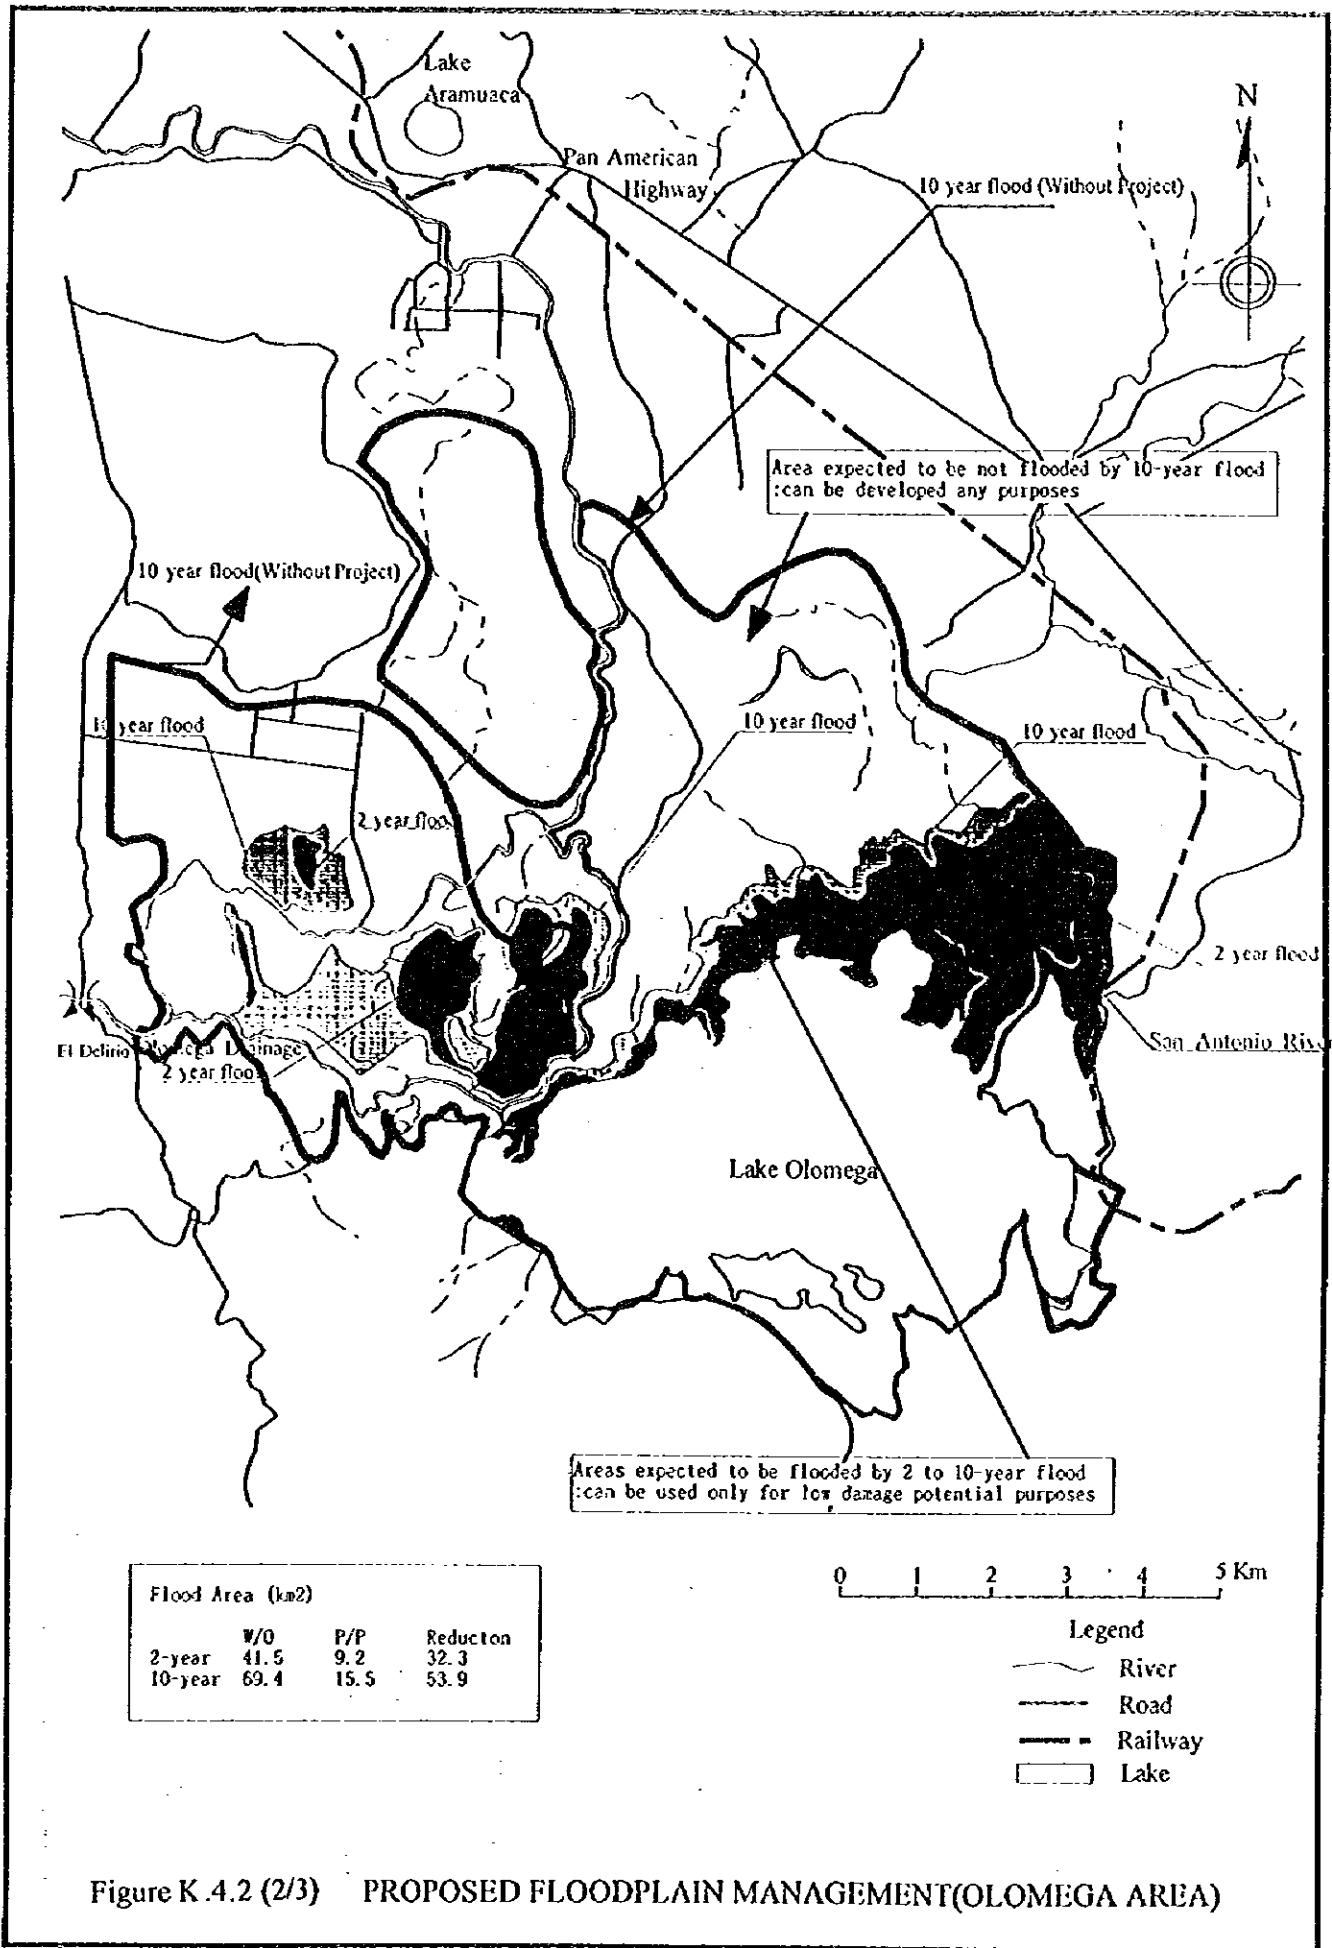 Lake
Aramuaca
N
Pan American
Highway
10 year flood (Without Project)
Area expected to be not flooded by 10-year flood
:can be developed any purposes
10 year flood(Without Project)
10 year flood
10 year flood
10 year flood
2 year flood
2 year flood
San Antonio River
El Delirio
Drainage
2 year flood
Lake Olomega
Areas expected to be flooded by 2 to 10-year flood
:can be used only for low damage potential purposes
Flood Area (km2)
W/O P/P Reducton
2-year 41.5 9.2 32.3
10-year 69.4 15.5 53.9
0 1 2 3 4 5 Km
Legend
River
Road
Railway
Lake
Figure K.4.2 (2/3) PROPOSED FLOODPLAIN MANAGEMENT(OLOMEGA AREA)